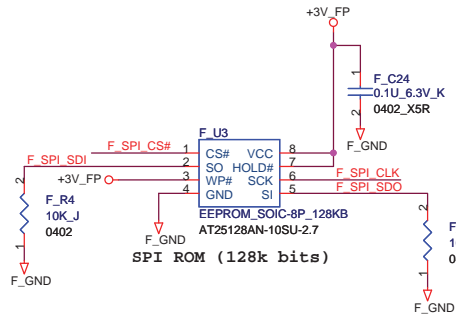 +3V_FP
F_C24
0.1U_6.3V_K
0402_X5R
1
2
F_GND
F_U3
F_SPI_CS# 1 CS# VCC 8
F_SPI_SDI 2 SO HOLD# 7
+3V_FP 3 WP# SCK 6 F_SPI_CLK
4 GND SI 5 F_SPI_SDO
EEPROM_SOIC-8P_128KB
AT25128AN-10SU-2.7
SPI ROM (128k bits)
2
F_R4
10K_J
0402
1
F_GND
F_GND
2
1
F_GND